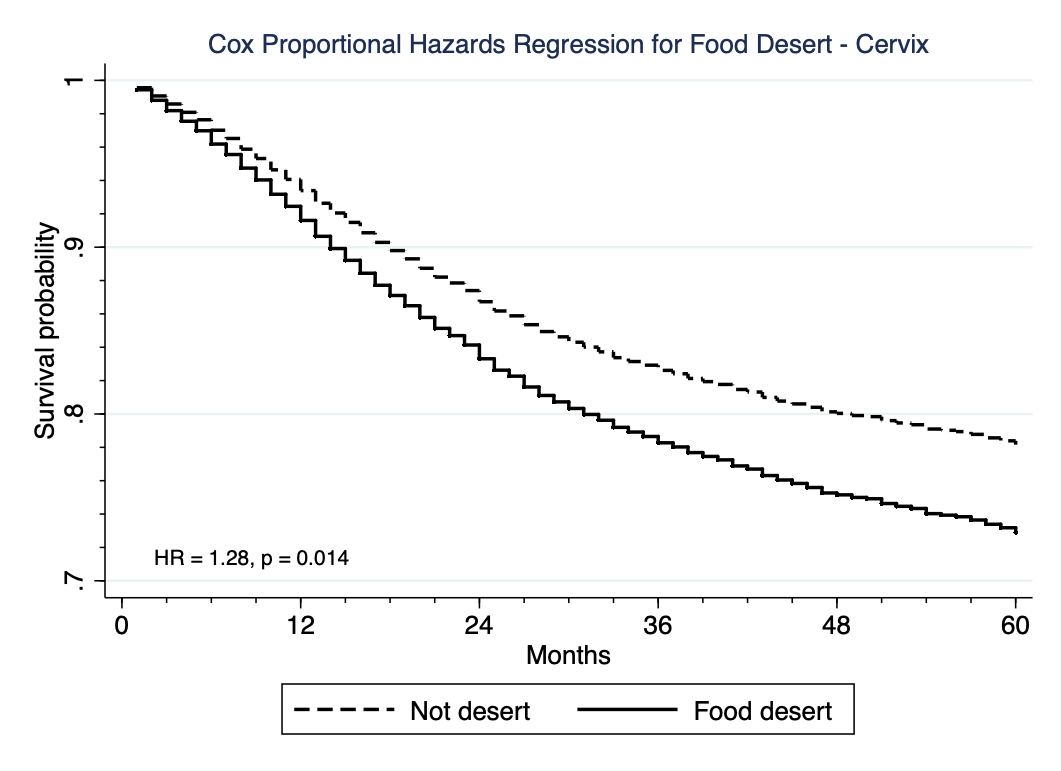 Cox Proportional Hazards Regression for Food Desert - Cervix
1
.9
.8
.7
Survival probability
HR = 1.28, p = 0.014
0 12 24 36 48 60
Months
Not desert Food desert